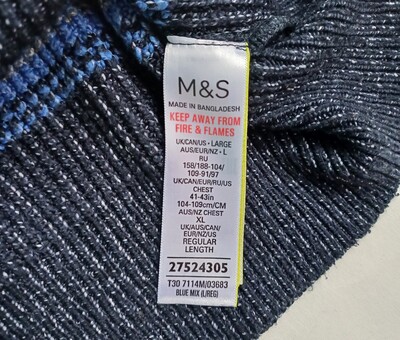 M&S
MADE IN BANGLADESH
KEEP AWAY FROM
FIRE & FLAMES
UK/CAN/US • LARGE
AUS/EUR/NZ • L
RU
158/188-104/
109-91/97
UK/CAN/EUR/RU/US
CHEST
41-43in
104-109cm/CM
AUS/NZ CHEST
XL
UK/AUS/CAN/
EUR/NZ/US
REGULAR
LENGTH
27524305
T30 7114M/03683
BLUE MIX (L/REG)